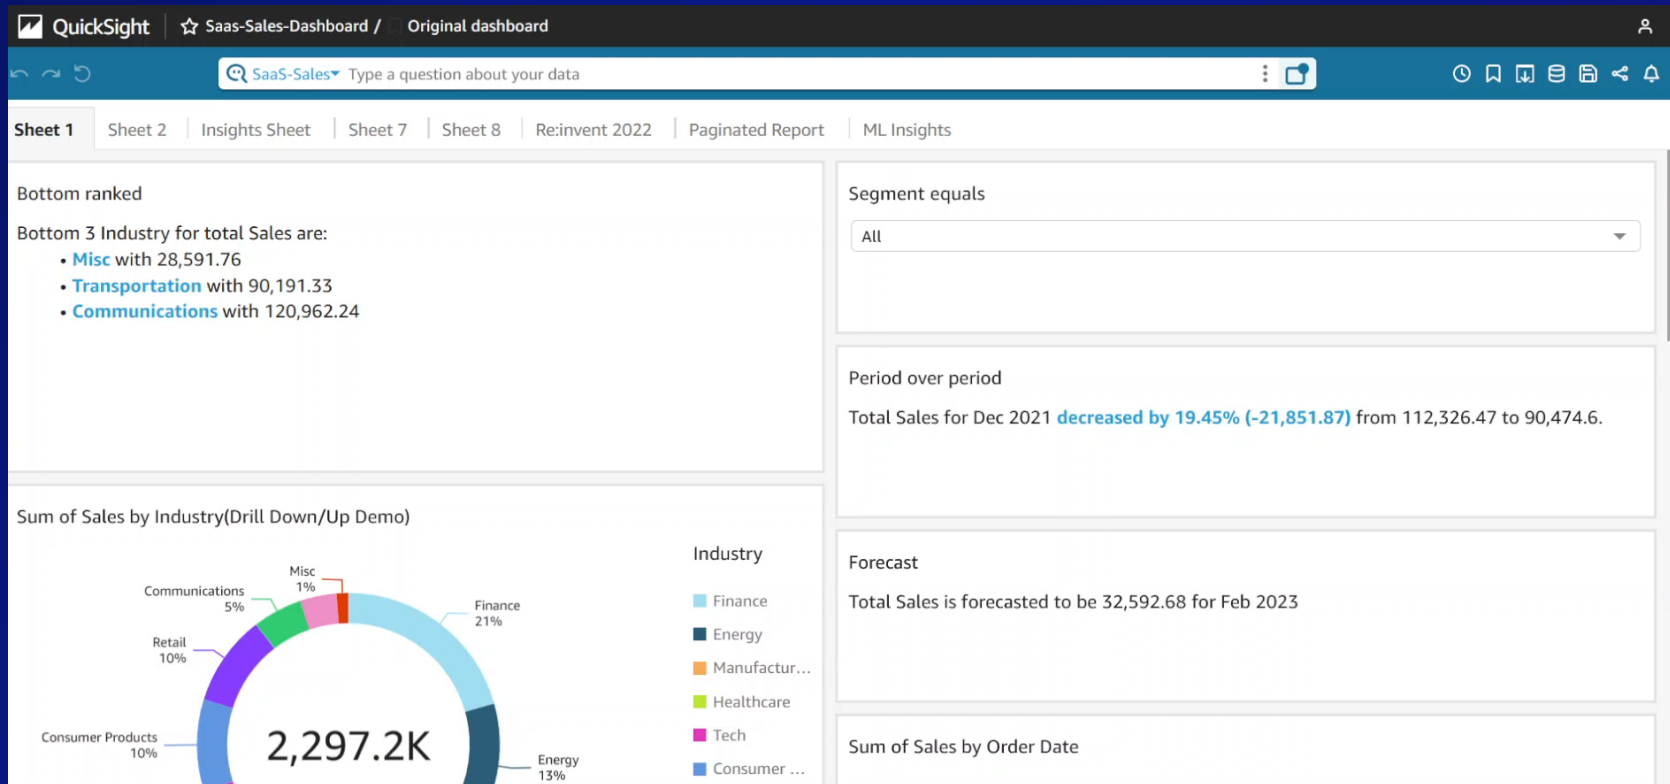 QuickSight
Saas-Sales-Dashboard / Original dashboard
SaaS-Sales Type a question about your data
Sheet 1 Sheet 2 Insights Sheet Sheet 7 Sheet 8 Re:invent 2022 Paginated Report ML Insights
Bottom ranked
Bottom 3 Industry for total Sales are:
• Misc with 28,591.76
• Transportation with 90,191.33
• Communications with 120,962.24
Segment equals
All
Period over period
Total Sales for Dec 2021 decreased by 19.45% (-21,851.87) from 112,326.47 to 90,474.6.
Sum of Sales by Industry(Drill Down/Up Demo)
Misc
1%
Communications
5%
Finance
21%
Retail
10%
Consumer Products
10%
2,297.2K
Energy
13%
Industry
Finance
Energy
Manufactur...
Healthcare
Tech
Consumer ...
Forecast
Total Sales is forecasted to be 32,592.68 for Feb 2023
Sum of Sales by Order Date